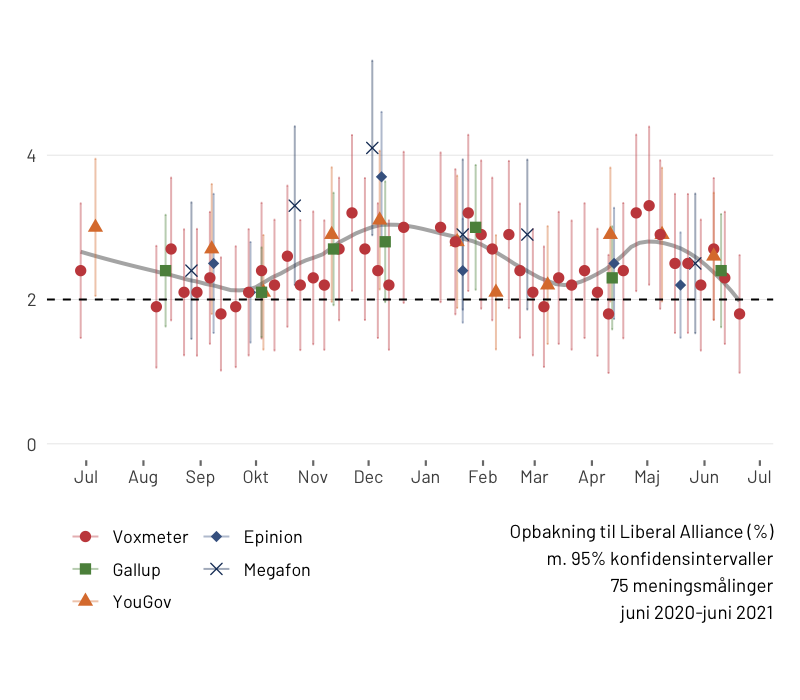 4
2
0
Jul Aug Sep Okt Nov Dec Jan Feb Mar Apr Maj Jun Jul
Voxmeter Epinion
Gallup Megafon
YouGov
Opbakning til Liberal Alliance (%)
m. 95% konfidensintervaller
75 meningsmålinger
juni 2020-juni 2021